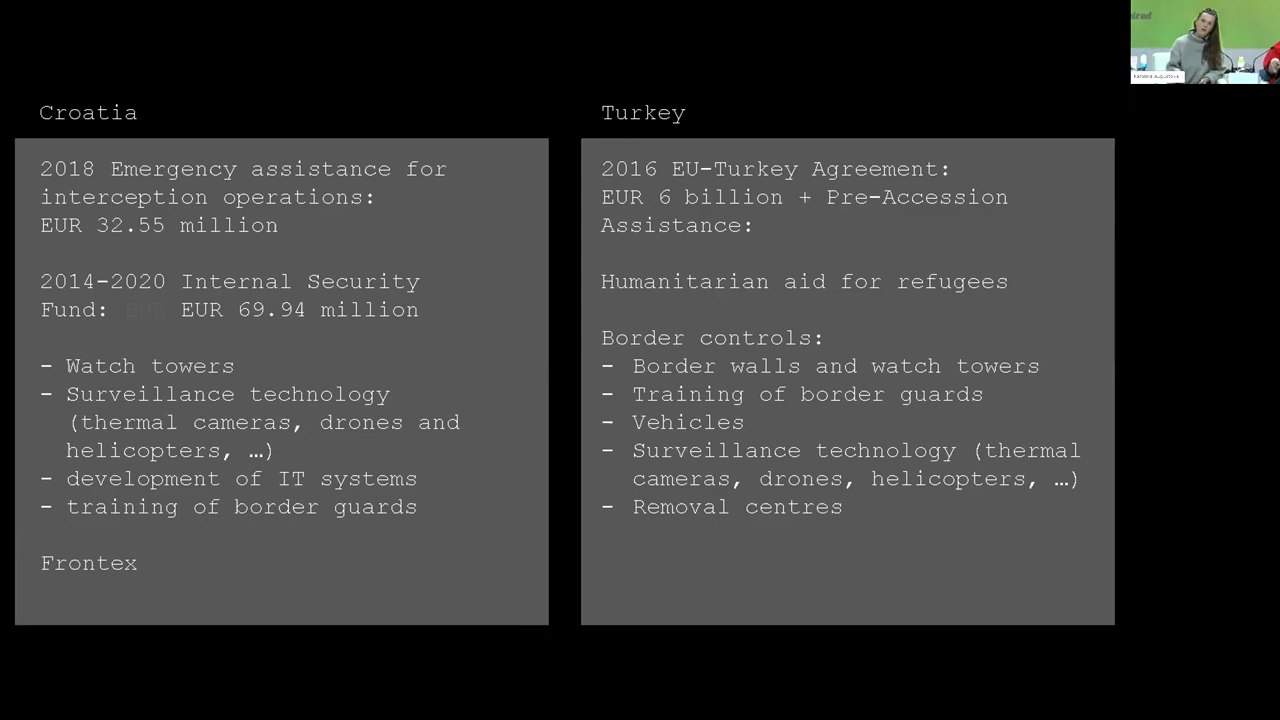 Croatia
2018 Emergency assistance for
interception operations:
EUR 32.55 million
2014-2020 Internal Security
Fund: EUR EUR 69.94 million
- Watch towers
- Surveillance technology
(thermal cameras, drones and
helicopters, …)
- development of IT systems
- training of border guards
Frontex
Turkey
2016 EU-Turkey Agreement:
EUR 6 billion + Pre-Accession
Assistance:
Humanitarian aid for refugees
Border controls:
- Border walls and watch towers
- Training of border guards
- Vehicles
- Surveillance technology (thermal
cameras, drones, helicopters, …)
- Removal centres